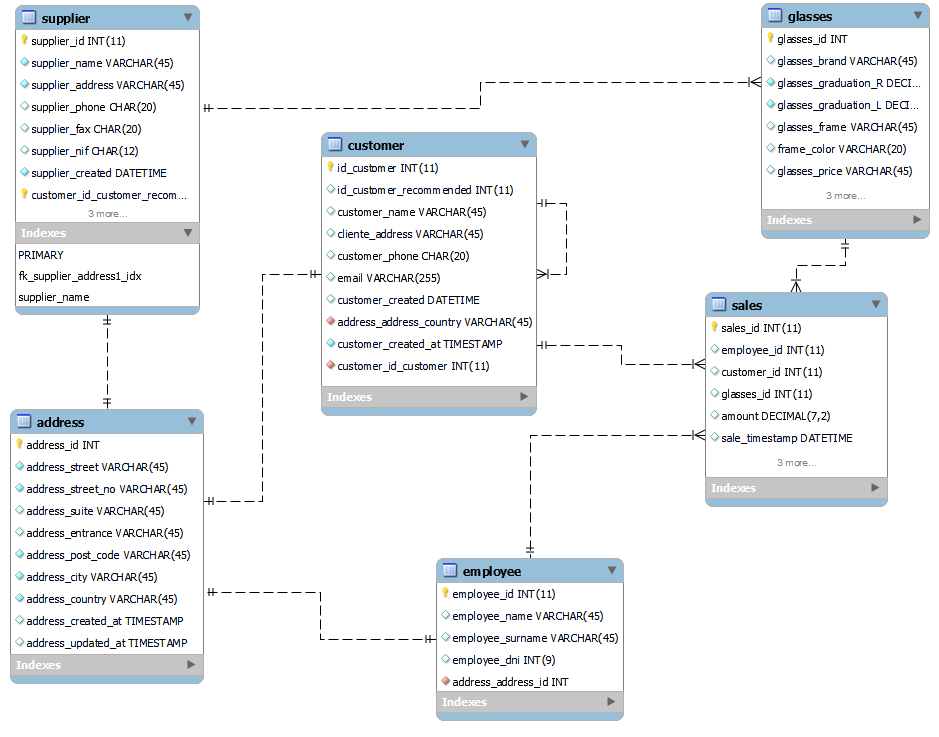 supplier
supplier_id INT(11)
supplier_name VARCHAR(45)
supplier_address VARCHAR(45)
supplier_phone CHAR(20)
supplier_fax CHAR(20)
supplier_nif CHAR(12)
supplier_created DATETIME
customer_id_customer_recom...
3 more...
Indexes
PRIMARY
fk_supplier_address1_idx
supplier_name
glasses
glasses_id INT
glasses_brand VARCHAR(45)
glasses_graduation_R DECI...
glasses_graduation_L DECI...
glasses_frame VARCHAR(45)
frame_color VARCHAR(20)
glasses_price VARCHAR(45)
3 more...
Indexes
customer
id_customer INT(11)
id_customer_recommended INT(11)
customer_name VARCHAR(45)
cliente_address VARCHAR(45)
customer_phone CHAR(20)
email VARCHAR(255)
customer_created DATETIME
address_address_country VARCHAR(45)
customer_created_at TIMESTAMP
customer_id_customer INT(11)
Indexes
sales
sales_id INT(11)
employee_id INT(11)
customer_id INT(11)
glasses_id INT(11)
amount DECIMAL(7,2)
sale_timestamp DATETIME
3 more...
Indexes
address
address_id INT
address_street VARCHAR(45)
address_street_no VARCHAR(45)
address_suite VARCHAR(45)
address_entrance VARCHAR(45)
address_post_code VARCHAR(45)
address_city VARCHAR(45)
address_country VARCHAR(45)
address_created_at TIMESTAMP
address_updated_at TIMESTAMP
Indexes
employee
employee_id INT(11)
employee_name VARCHAR(45)
employee_surname VARCHAR(45)
employee_dni INT(9)
address_address_id INT
Indexes